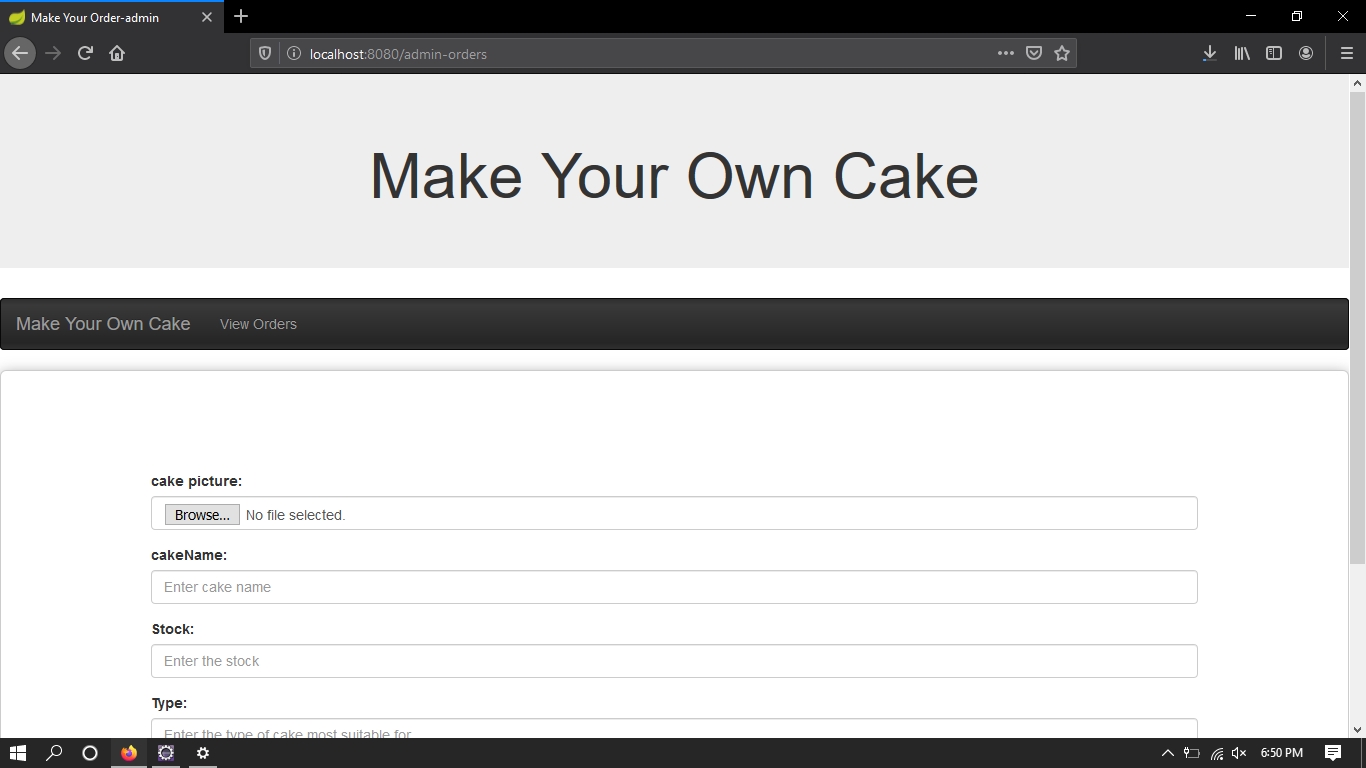 Make Your Order-admin
localhost:8080/admin-orders
Make Your Own Cake
Make Your Own Cake View Orders
cake picture:
Browse... No file selected.
cakeName:
Enter cake name
Stock:
Enter the stock
Type:
Enter the type of cake most suitable for
6:50 PM